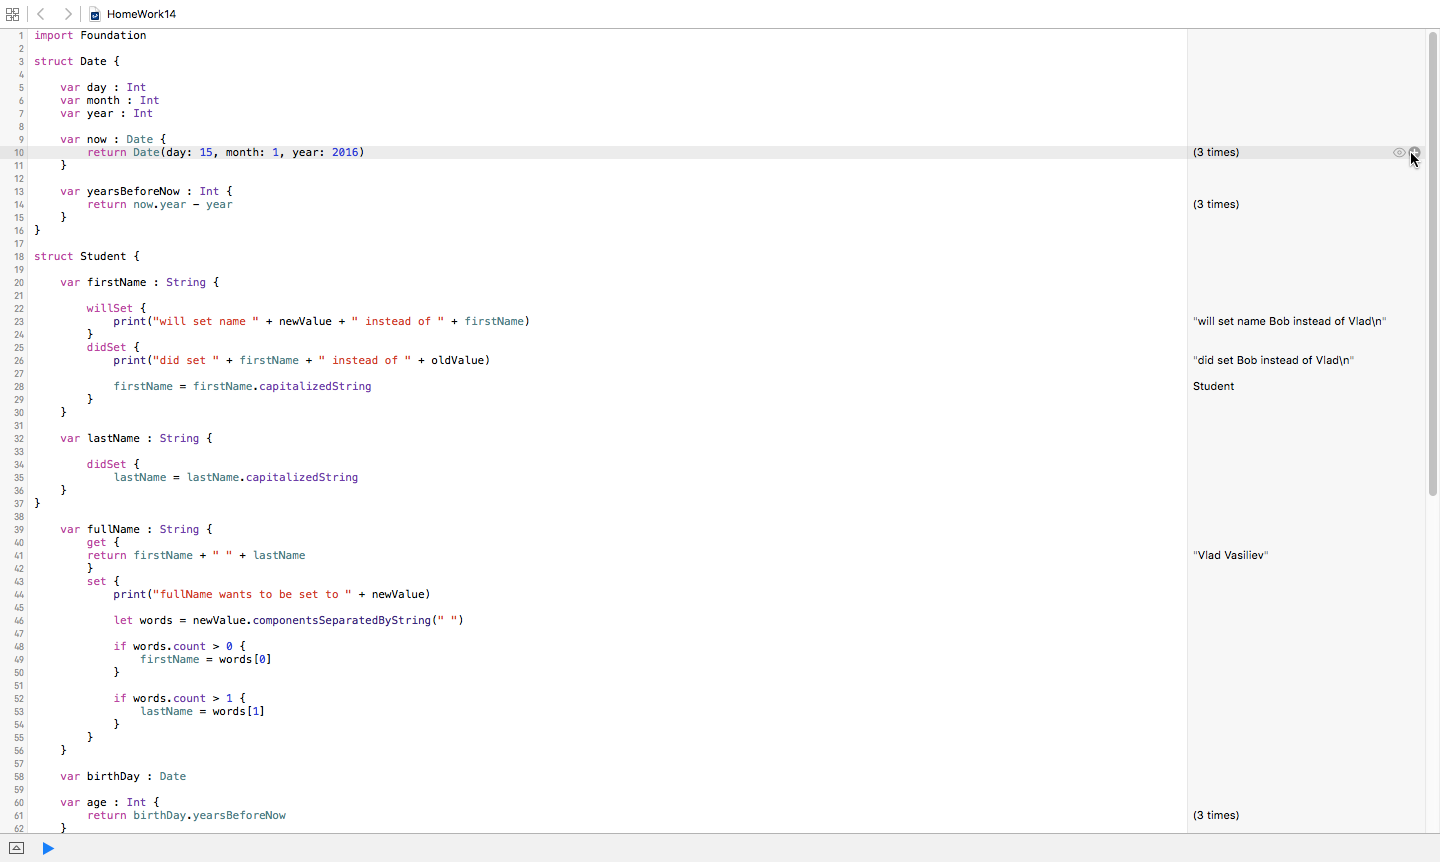 HomeWork14
1 import Foundation
2
3 struct Date {
4
5     var day : Int
6     var month : Int
7     var year : Int
8
9     var now : Date {
10         return Date(day: 15, month: 1, year: 2016) (3 times)
11     }
12
13     var yearsBeforeNow : Int {
14         return now.year – year (3 times)
15     }
16 }
17
18 struct Student {
19
20     var firstName : String {
21
22         willSet {
23             print("will set name " + newValue + " instead of " + firstName) "will set name Bob instead of Vlad\n"
24         }
25         didSet {
26             print("did set " + firstName + " instead of " + oldValue) "did set Bob instead of Vlad\n"
27
28             firstName = firstName.capitalizedString Student
29         }
30     }
31
32     var lastName : String {
33
34         didSet {
35             lastName = lastName.capitalizedString
36     }
37 }
38
39     var fullName : String {
40         get {
41         return firstName + " " + lastName "Vlad Vasiliev"
42         }
43         set {
44             print("fullName wants to be set to " + newValue)
45
46             let words = newValue.componentsSeparatedByString(" ")
47
48             if words.count > 0 {
49                 firstName = words[0]
50             }
51
52             if words.count > 1 {
53                 lastName = words[1]
54             }
55         }
56     }
57
58     var birthDay : Date
59
60     var age : Int {
61         return birthDay.yearsBeforeNow (3 times)
62     }